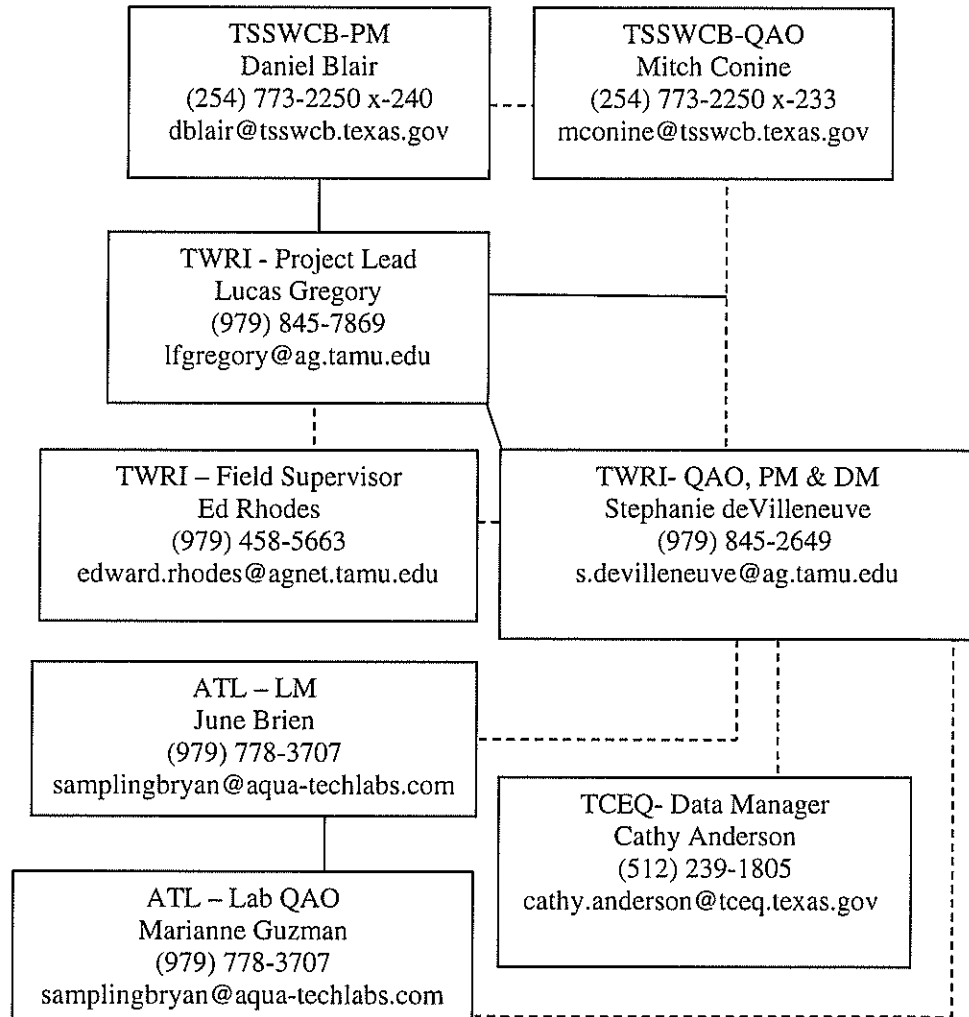 TSSWCB-PM
Daniel Blair
(254) 773-2250 x-240
dblair@tsswcb.texas.gov
TSSWCB-QAO
Mitch Conine
(254) 773-2250 x-233
mconine@tsswcb.texas.gov
TWRI - Project Lead
Lucas Gregory
(979) 845-7869
lfgregory@ag.tamu.edu
TWRI – Field Supervisor
Ed Rhodes
(979) 458-5663
edward.rhodes@agnet.tamu.edu
TWRI- QAO, PM & DM
Stephanie deVilleneuve
(979) 845-2649
s.devilleneuve@ag.tamu.edu
ATL – LM
June Brien
(979) 778-3707
samplingbryan@aqua-techlabs.com
TCEQ- Data Manager
Cathy Anderson
(512) 239-1805
cathy.anderson@tceq.texas.gov
ATL – Lab QAO
Marianne Guzman
(979) 778-3707
samplingbryan@aqua-techlabs.com